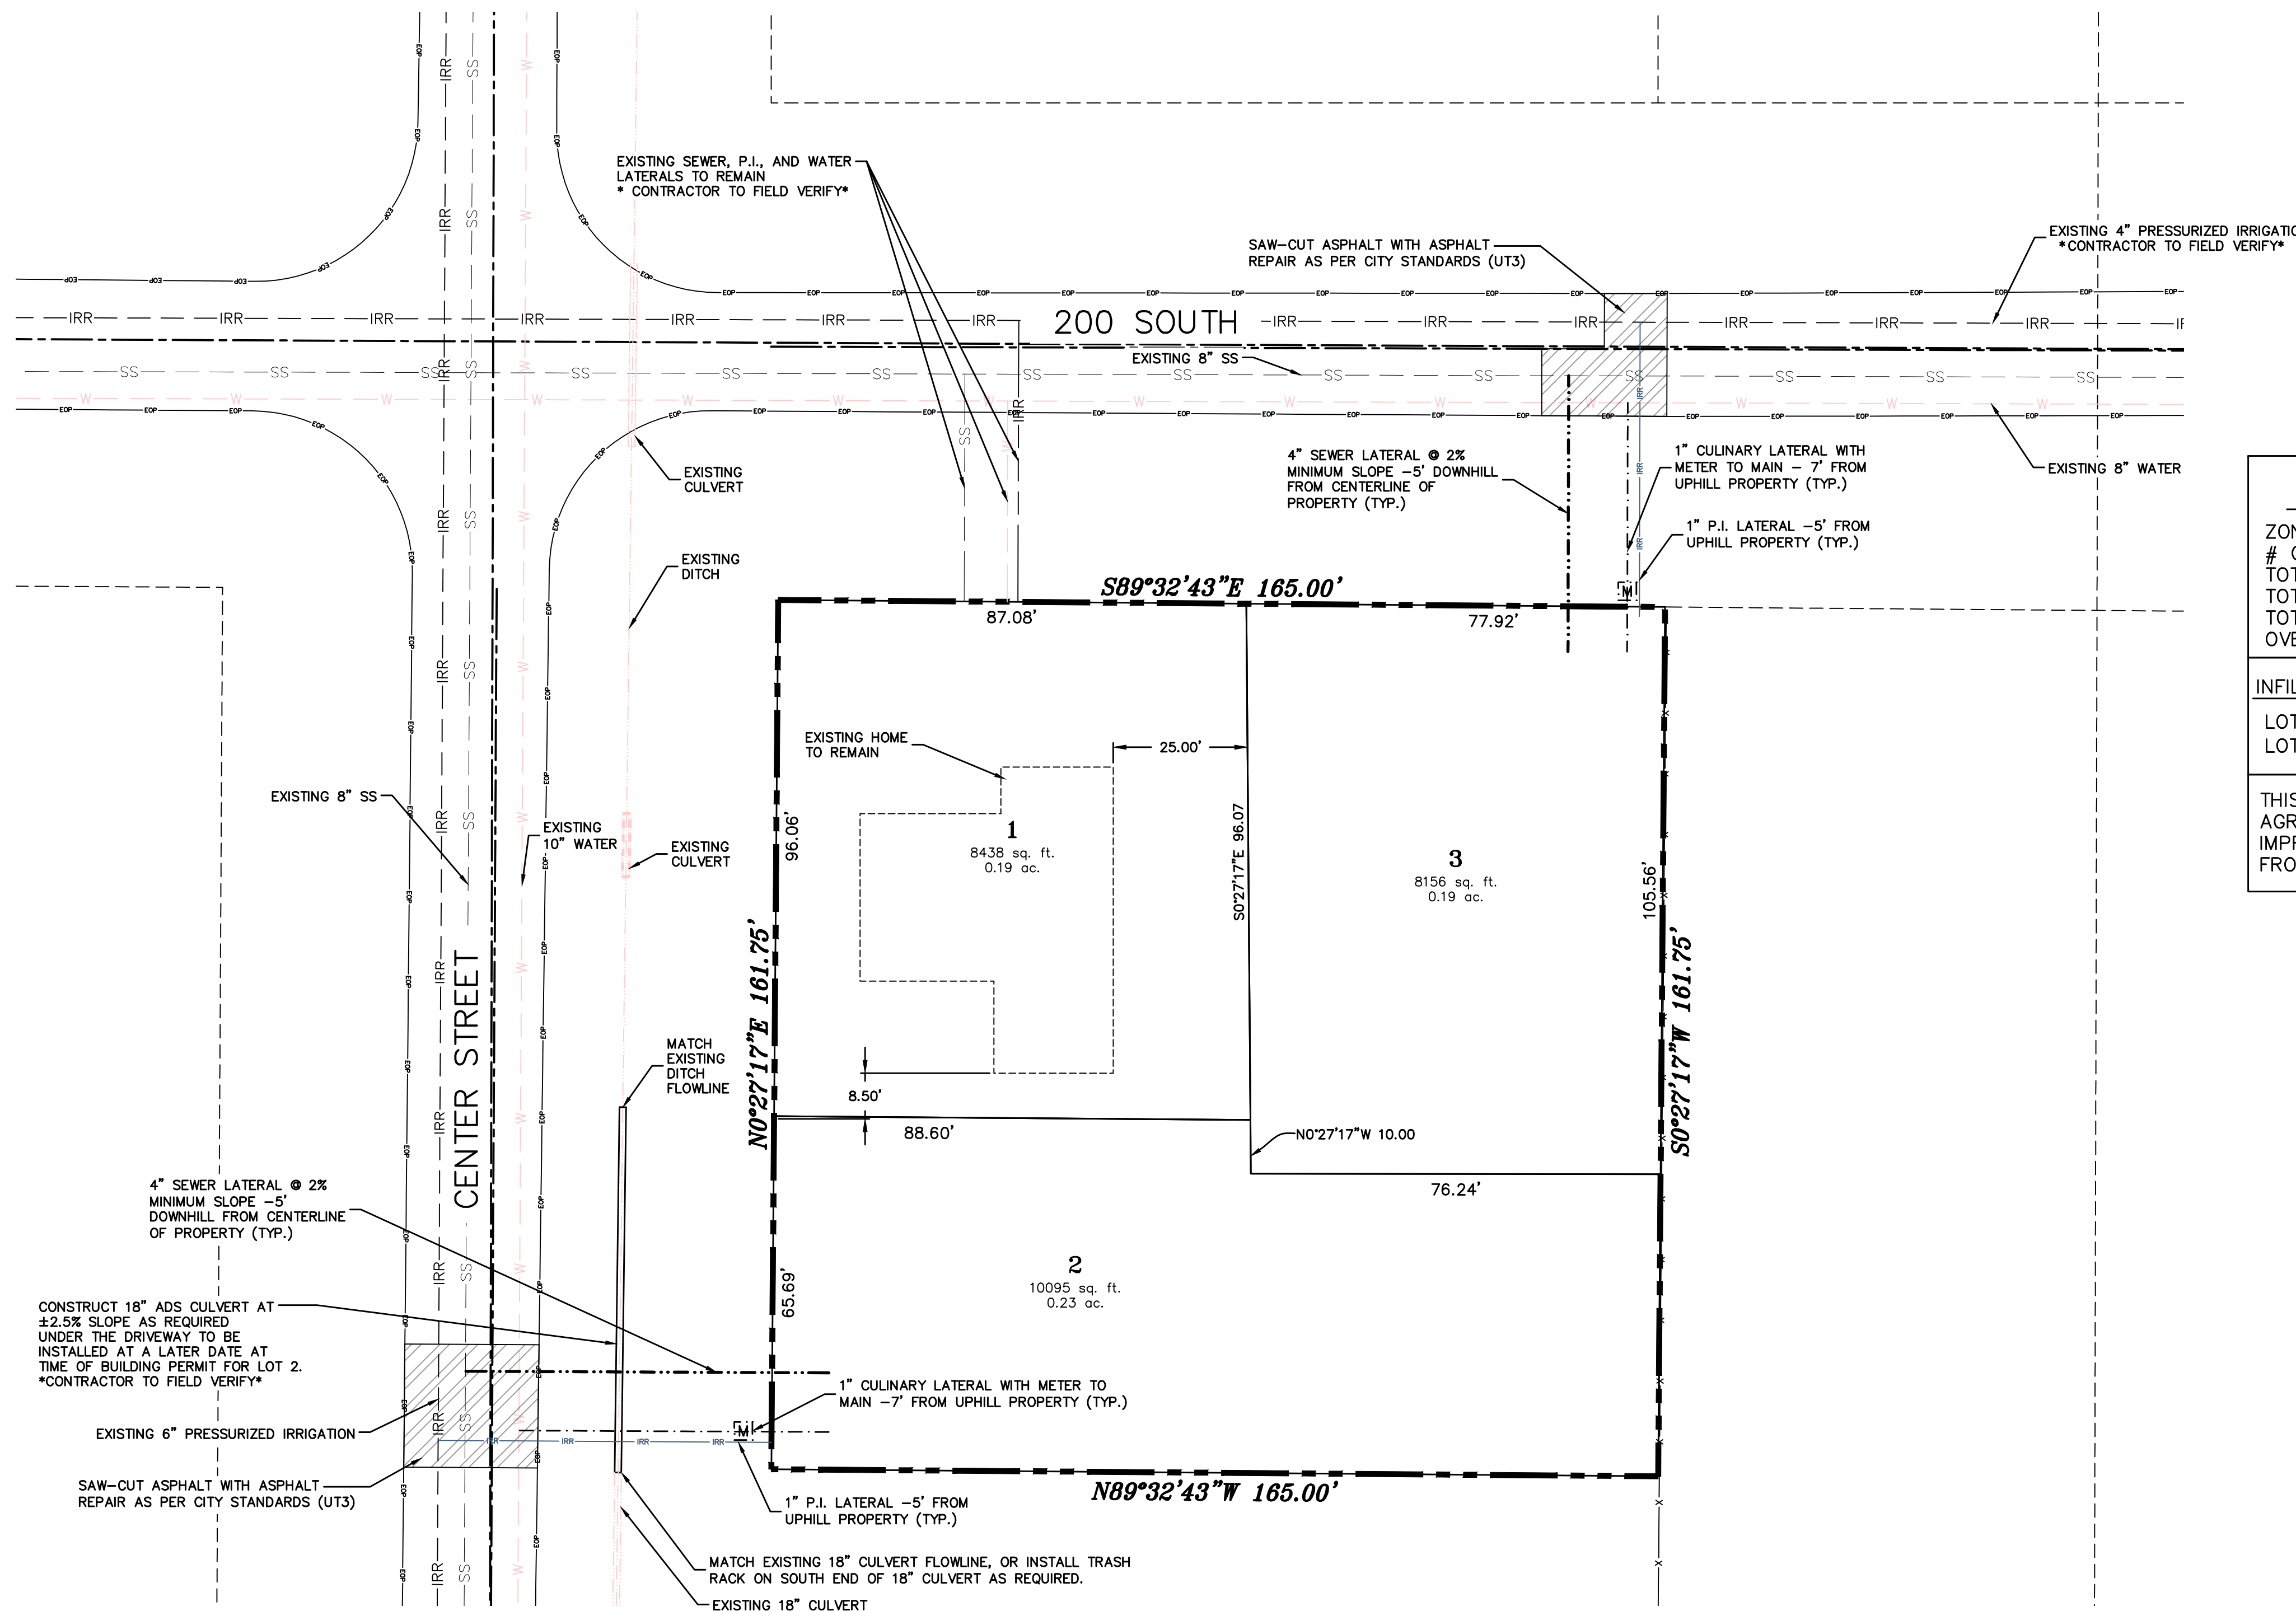 EXISTING SEWER, P.I., AND WATER
LATERALS TO REMAIN
* CONTRACTOR TO FIELD VERIFY*
SAW-CUT ASPHALT WITH ASPHALT
REPAIR AS PER CITY STANDARDS (UT3)
EXISTING 4" PRESSURIZED IRRIGATIO
*CONTRACTOR TO FIELD VERIFY*
200 SOUTH
EXISTING 8" SS
EXISTING
CULVERT
4" SEWER LATERAL @ 2%
MINIMUM SLOPE -5' DOWNHILL
FROM CENTERLINE OF
PROPERTY (TYP.)
1" CULINARY LATERAL WITH
METER TO MAIN - 7' FROM
UPHILL PROPERTY (TYP.)
EXISTING 8" WATER
1" P.I. LATERAL -5' FROM
UPHILL PROPERTY (TYP.)
EXISTING
DITCH
M
S89°32'43"E 165.00'
87.08'
77.92'
ZON
# 
TOT
TOT
TOT
OVE
INFIL
LOT
LOT
THIS
AGR
IMPR
FRO
EXISTING HOME
TO REMAIN
25.00'
EXISTING 8" SS
EXISTING
10" WATER
EXISTING
CULVERT
96.06'
1
8438 sq. ft.
0.19 ac.
S0°27'17"E 96.07
3
8156 sq. ft.
0.19 ac.
105.56'
N0°27'17"E 161.75'
S0°27'17"W 161.75'
CENTER STREET
MATCH
EXISTING
DITCH
FLOWLINE
8.50'
88.60'
N0°27'17"W 10.00
76.24'
4" SEWER LATERAL @ 2%
MINIMUM SLOPE -5'
DOWNHILL FROM CENTERLINE
OF PROPERTY (TYP.)
2
10095 sq. ft.
0.23 ac.
65.69'
CONSTRUCT 18" ADS CULVERT AT
±2.5% SLOPE AS REQUIRED
UNDER THE DRIVEWAY TO BE
INSTALLED AT A LATER DATE AT
TIME OF BUILDING PERMIT FOR LOT 2.
*CONTRACTOR TO FIELD VERIFY*
1" CULINARY LATERAL WITH METER TO
MAIN -7' FROM UPHILL PROPERTY (TYP.)
M
EXISTING 6" PRESSURIZED IRRIGATION
SAW-CUT ASPHALT WITH ASPHALT
REPAIR AS PER CITY STANDARDS (UT3)
N89°32'43"W 165.00'
1" P.I. LATERAL -5' FROM
UPHILL PROPERTY (TYP.)
MATCH EXISTING 18" CULVERT FLOWLINE, OR INSTALL TRASH
RACK ON SOUTH END OF 18" CULVERT AS REQUIRED.
EXISTING 18" CULVERT